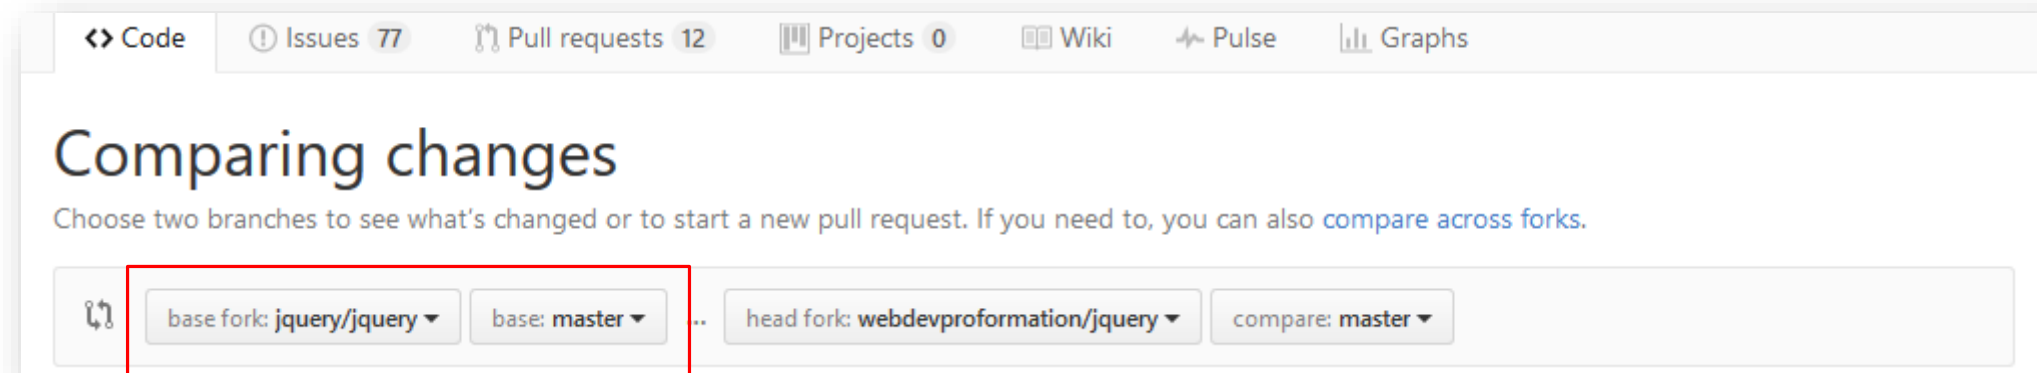 <> Code Issues 77 Pull requests 12 Projects 0 Wiki Pulse Graphs
Comparing changes
Choose two branches to see what's changed or to start a new pull request. If you need to, you can also compare across forks.
base fork: jquery/jquery base: master ... head fork: webdevproformation/jquery compare: master